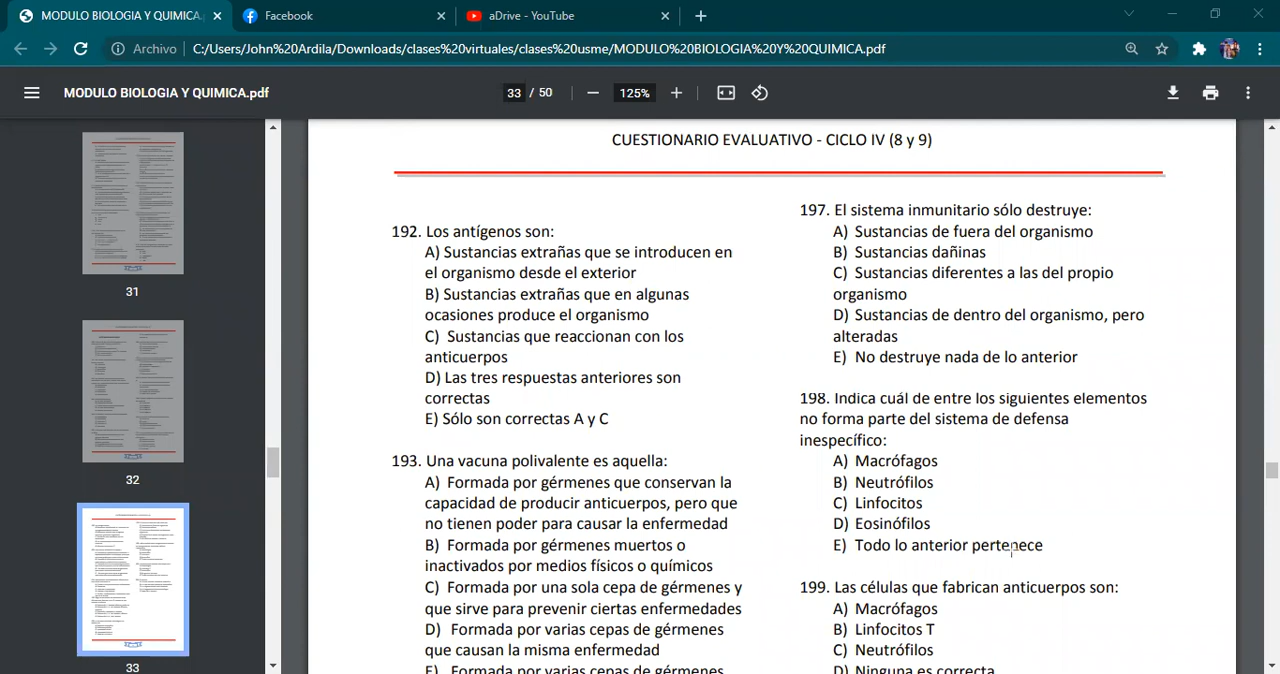 MODULO BIOLOGIA Y QUIMICA.
Facebook
aDrive - YouTube
Archivo
C:/Users/John%20Ardila/Downloads/clases%20virtuales/clases%20usme/MODULO%20BIOLOGIA%20Y%20QUIMICA.pdf
MODULO BIOLOGIA Y QUIMICA.pdf
33 / 50
125%
31
32
33
CUESTIONARIO EVALUATIVO - CICLO IV (8 y 9)
192. Los antígenos son:
A) Sustancias extrañas que se introducen en
el organismo desde el exterior
B) Sustancias extrañas que en algunas
ocasiones produce el organismo
C) Sustancias que reaccionan con los
anticuerpos
D) Las tres respuestas anteriores son
correctas
E) Sólo son correctas A y C
193. Una vacuna polivalente es aquella:
A) Formada por gérmenes que conservan la
capacidad de producir anticuerpos, pero que
no tienen poder para causar la enfermedad
B) Formada por gérmenes muertos o
inactivados por medios físicos o químicos
C) Formada por una sola cepa de gérmenes y
que sirve para prevenir ciertas enfermedades
D) Formada por varias cepas de gérmenes
que causan la misma enfermedad
E) Formada por varias cepas de gérmenes
197. El sistema inmunitario sólo destruye:
A) Sustancias de fuera del organismo
B) Sustancias dañinas
C) Sustancias diferentes a las del propio
organismo
D) Sustancias de dentro del organismo, pero
alteradas
E) No destruye nada de lo anterior
198. Indica cuál de entre los siguientes elementos
no forma parte del sistema de defensa
inespecífico:
A) Macrófagos
B) Neutrófilos
C) Linfocitos
D) Eosinófilos
E) Todo lo anterior pertenece
199. Las células que fabrican anticuerpos son:
A) Macrófagos
B) Linfocitos T
C) Neutrófilos
D) Ninguna es correcta